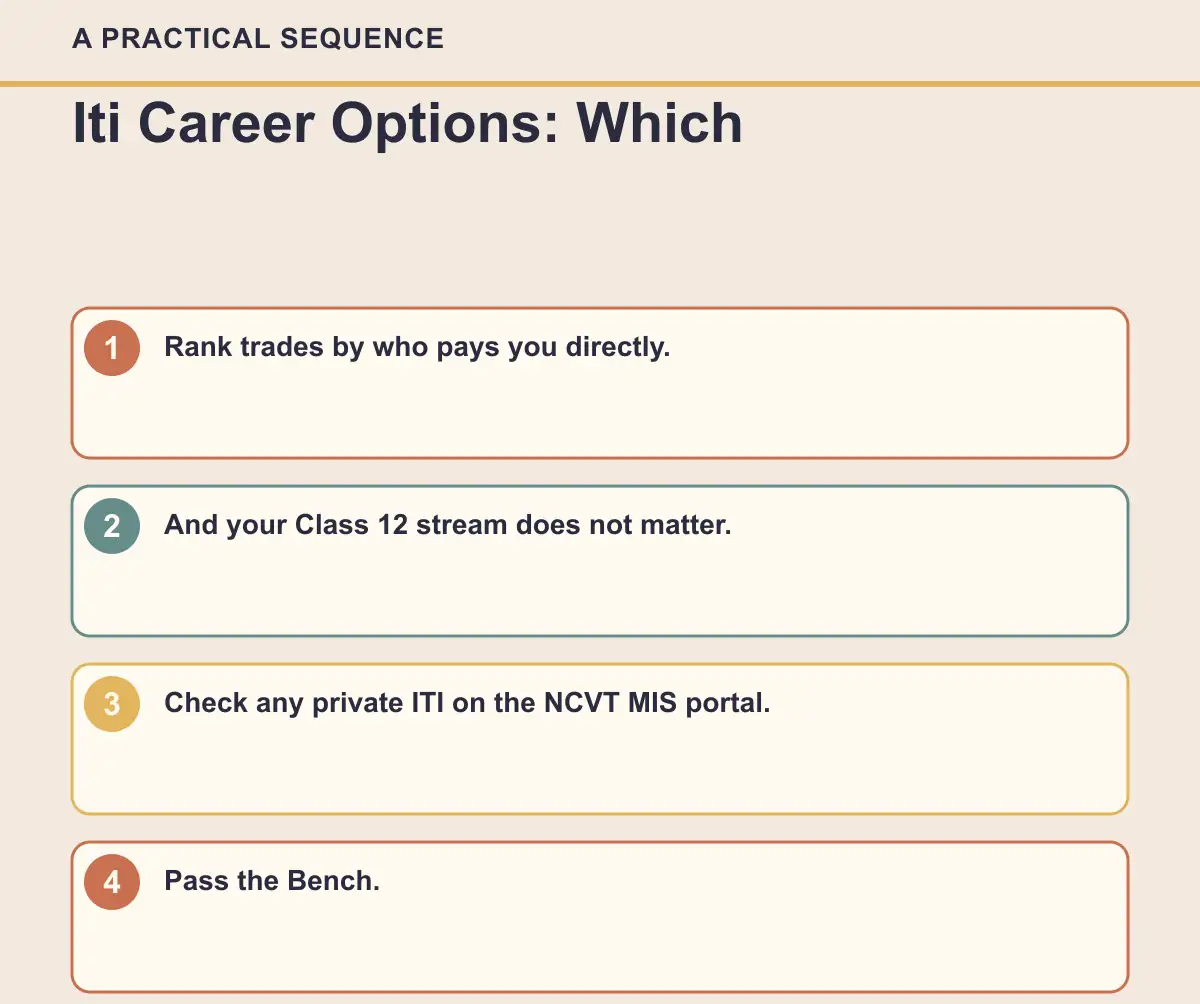 A PRACTICAL SEQUENCE
Iti Career Options: Which
1 Rank trades by who pays you directly.
2 And your Class 12 stream does not matter.
3 Check any private ITI on the NCVT MIS portal.
4 Pass the Bench.